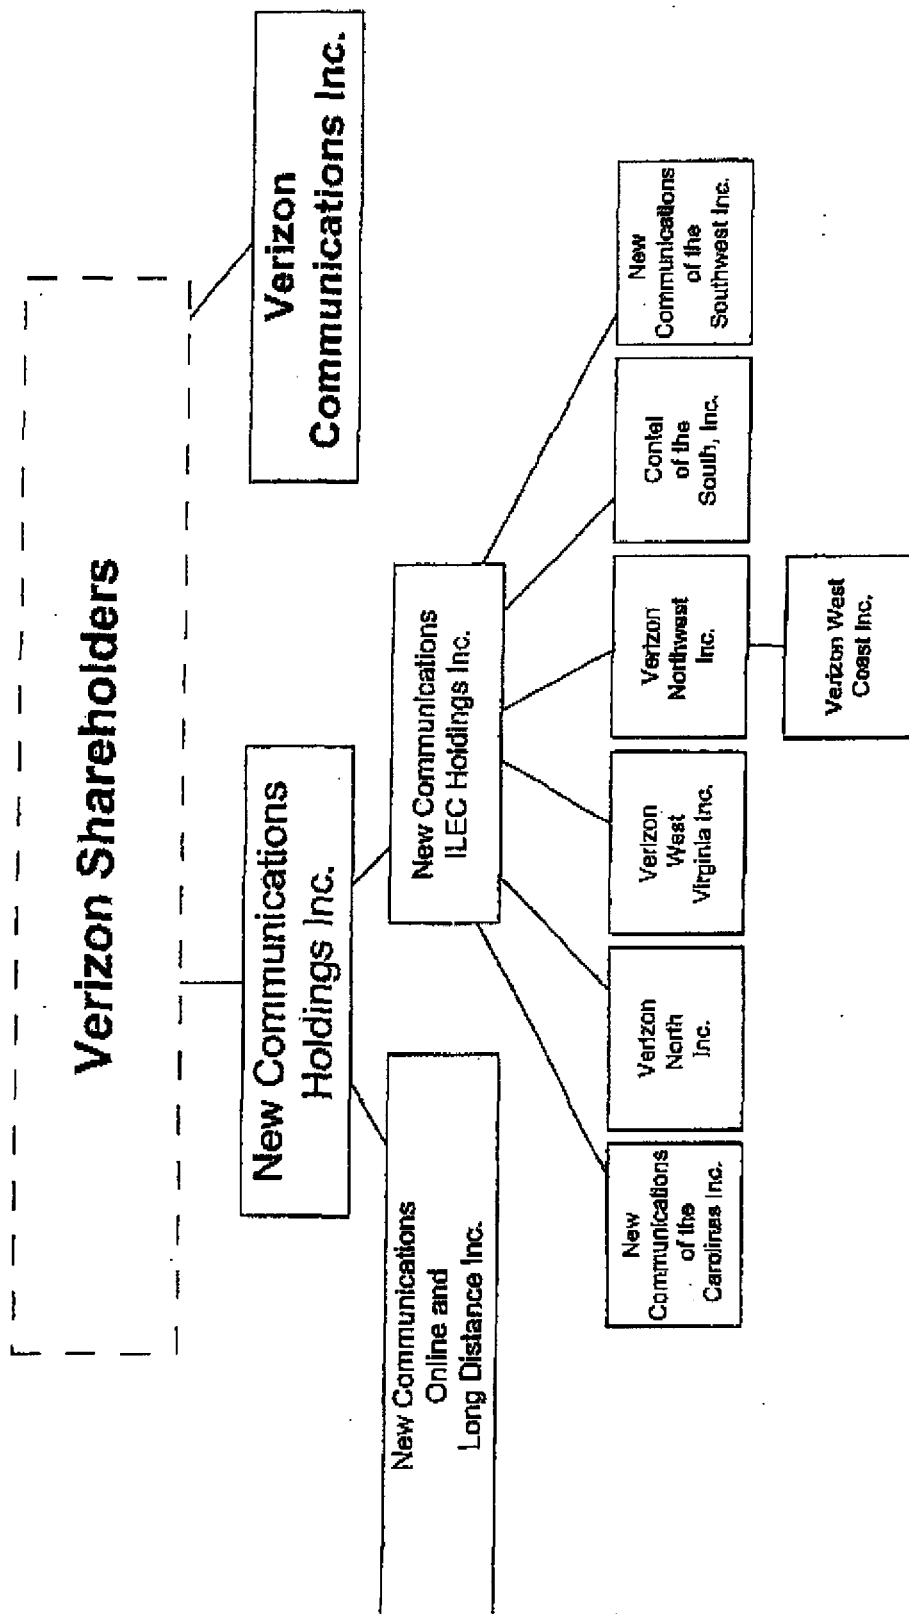 Verizon Shareholders
New Communications
Holdings Inc.
Verizon
Communications Inc.
New Communications
Online and
Long Distance Inc.
New Communications
ILEC Holdings Inc.
New
Communications
of the
Carolinas Inc.
Verizon
North
Inc.
Verizon
West
Virginia Inc.
Verizon
Northwest
Inc.
Contel
of the
South, Inc.
New
Communications
of the
Southwest Inc.
Verizon West
Coast Inc.